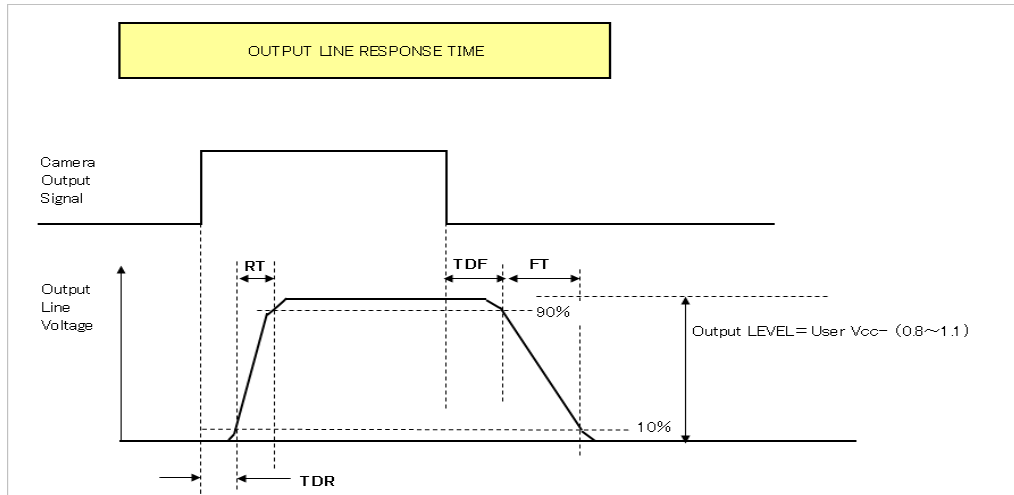 OUTPUT LINE RESPONSE TIME
Camera
Output
Signal
RT
TDF
FT
Output
Line
Voltage
90%
Output LEVEL=User Vcc-（0.8～1.1）
10%
TDR